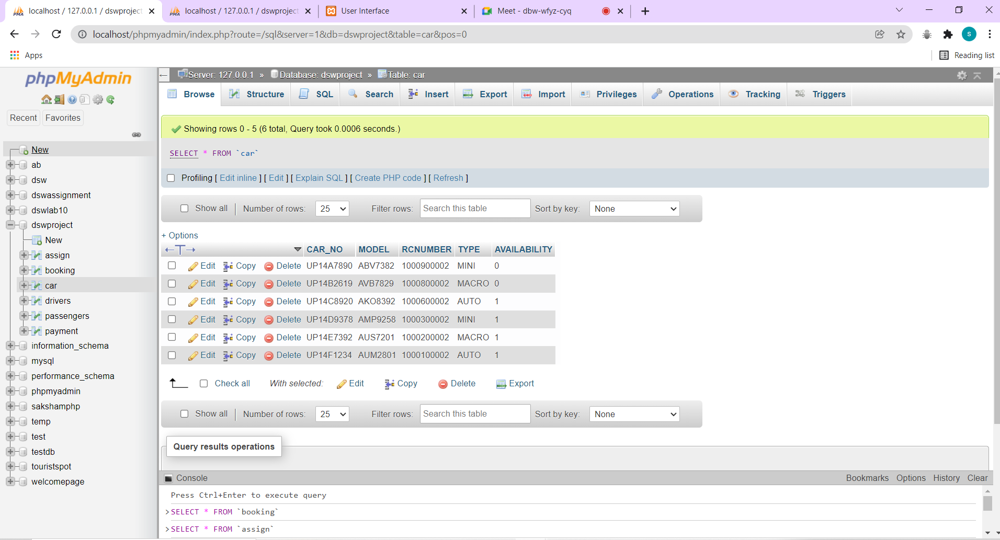 localhost / 127.0.0.1 / dswproject
localhost / 127.0.0.1 / dswproject
User Interface
Meet - dbw-wfyz-cyq
localhost/phpmyadmin/index.php?route=/sql&server=1&db=dswproject&table=car&pos=0
s
Apps
Reading list
phpMyAdmin
Recent Favorites
New
ab
dsw
dswassignment
dswlab10
dswproject
New
assign
booking
car
drivers
passengers
payment
information_schema
mysql
performance_schema
phpmyadmin
sakshamphp
temp
test
testdb
touristspot
welcomepage
Server: 127.0.0.1 » Database: dswproject » Table: car
Browse Structure SQL Search Insert Export Import Privileges Operations Tracking Triggers
Showing rows 0 - 5 (6 total, Query took 0.0006 seconds.)
SELECT * FROM `car`
Profiling [ Edit inline ] [ Edit ] [ Explain SQL ] [ Create PHP code ] [ Refresh ]
Show all Number of rows: 25 Filter rows: Search this table Sort by key: None
+ Options
←T→ CAR_NO MODEL RCNUMBER TYPE AVAILABILITY
Edit Copy Delete UP14A7890 ABV7382 1000900002 MINI 0
Edit Copy Delete UP14B2619 AVB7829 1000800002 MACRO 0
Edit Copy Delete UP14C8920 AKO8392 1000600002 AUTO 1
Edit Copy Delete UP14D9378 AMP9258 1000300002 MINI 1
Edit Copy Delete UP14E7392 AUS7201 1000200002 MACRO 1
Edit Copy Delete UP14F1234 AUM2801 1000100002 AUTO 1
Check all With selected: Edit Copy Delete Export
Show all Number of rows: 25 Filter rows: Search this table Sort by key: None
Query results operations
Console Bookmarks Options History Clear
Press Ctrl+Enter to execute query
>SELECT * FROM `booking`
>SELECT * FROM `assign`